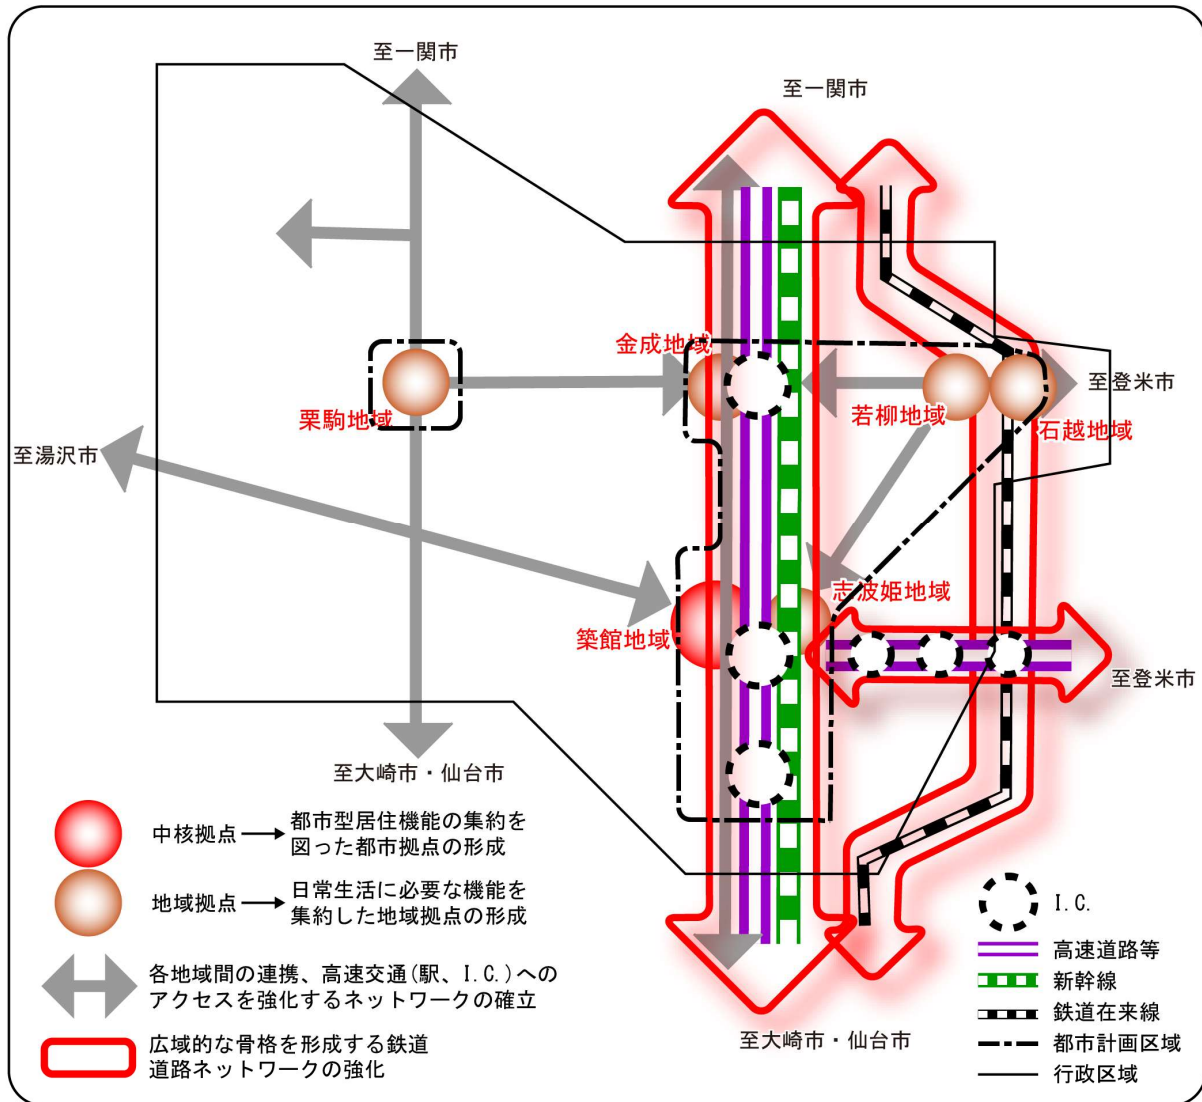 至一関市
至一関市
金成地域
至登米市
栗駒地域
若柳地域
石越地域
至湯沢市
志波姫地域
築館地域
至登米市
至大崎市・仙台市
中核拠点
都市型居住機能の集約を
図った都市拠点の形成
地域拠点
日常生活に必要な機能を
集約した地域拠点の形成
各地域間の連携、高速交通(駅、I.C.)への
アクセスを強化するネットワークの確立
広域的な骨格を形成する鉄道
道路ネットワークの強化
至大崎市・仙台市
I.C.
高速道路等
新幹線
鉄道在来線
都市計画区域
行政区域